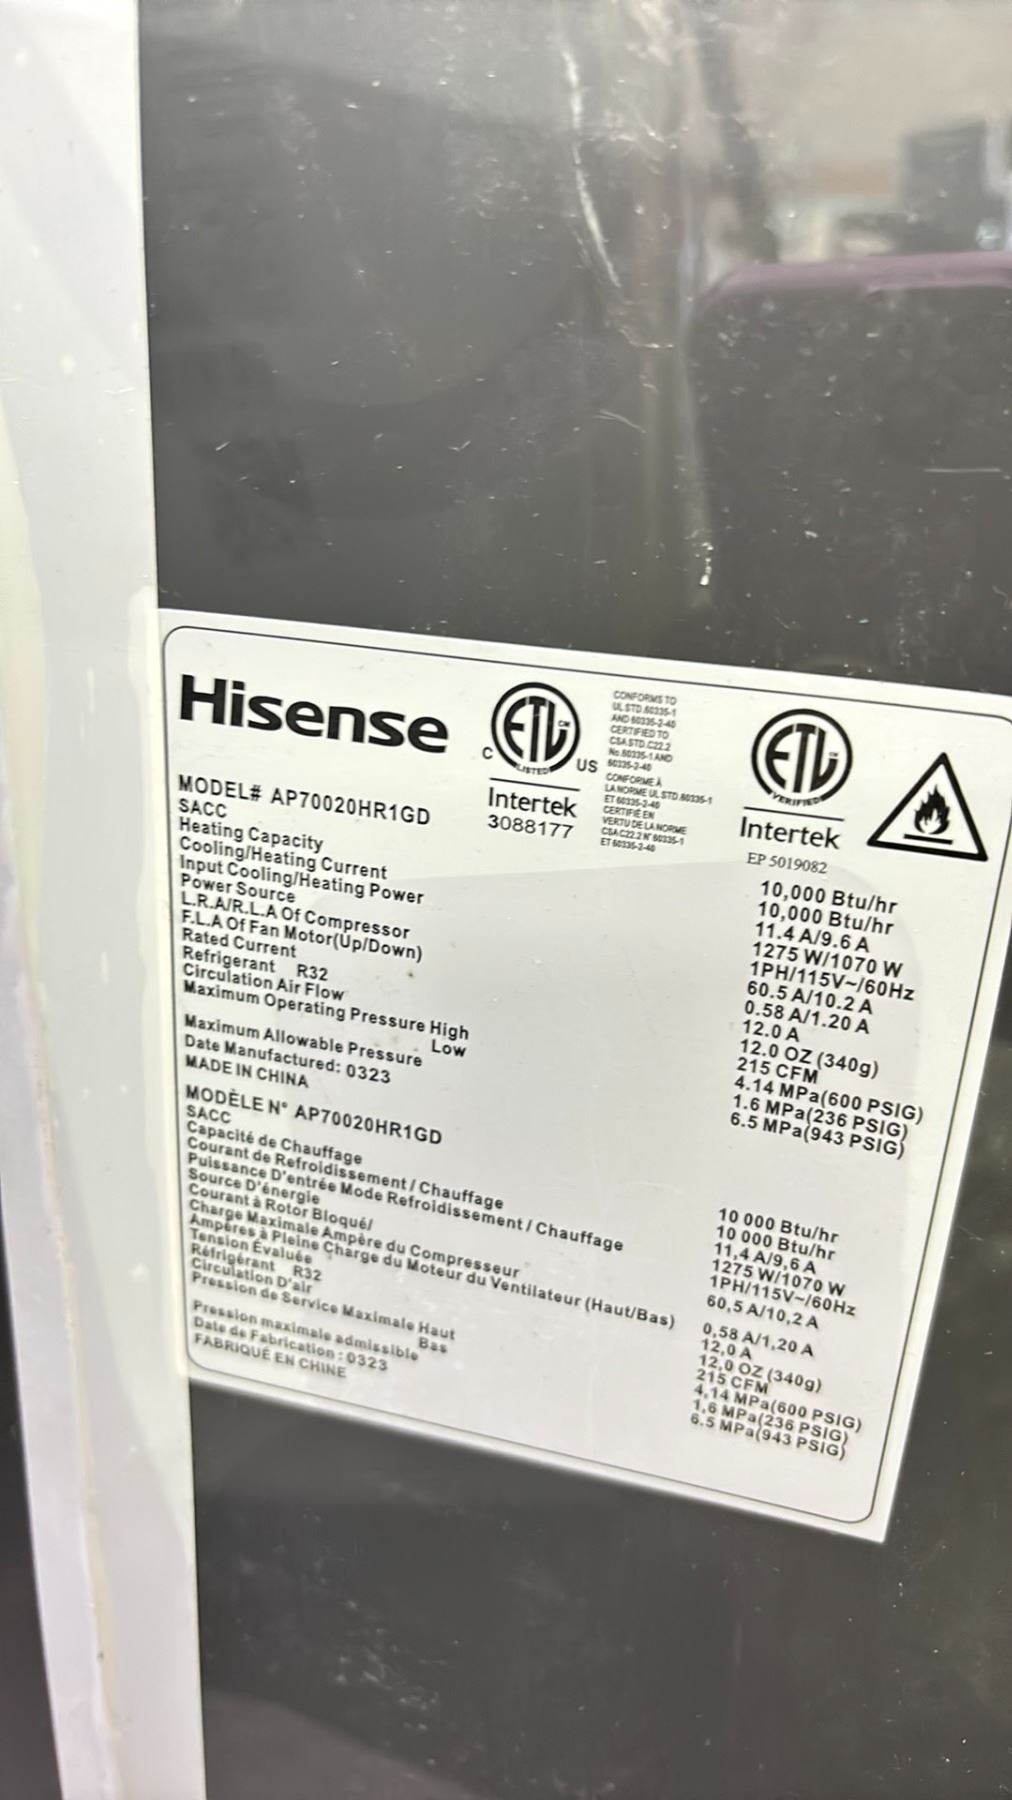 Hisense
ETL CM
LISTED
C US
Intertek
3088177
CONFORMS TO
UL STD.60335-1
AND 60335-2-40
CERTIFIED TO
CSA STD.C22.2
No.60335-1 AND
60335-2-40
CONFORME À
LA NORME UL STD.60335-1
ET 60335-2-40
CERTIFIÉ EN
VERTU DE LA NORME
CSA C22.2 N° 60335-1
ET 60335-2-40
ETL CM
VERIFIED
Intertek
EP 5019082
MODEL# AP70020HR1GD
SACC 10,000 Btu/hr
Heating Capacity 10,000 Btu/hr
Cooling/Heating Current 11.4 A/9.6 A
Input Cooling/Heating Power 1275 W/1070 W
Power Source 1PH/115V~/60Hz
L.R.A/R.L.A Of Compressor 60.5 A/10.2 A
F.L.A Of Fan Motor(Up/Down) 0.58 A/1.20 A
Rated Current 12.0 A
Refrigerant R32 12.0 OZ (340g)
Circulation Air Flow 215 CFM
Maximum Operating Pressure High 4.14 MPa(600 PSIG)
Low 1.6 MPa(236 PSIG)
Maximum Allowable Pressure 6.5 MPa(943 PSIG)
Date Manufactured: 0323
MADE IN CHINA
MODÈLE N° AP70020HR1GD
SACC 10 000 Btu/hr
Capacité de Chauffage 10 000 Btu/hr
Courant de Refroidissement / Chauffage 11,4 A/9,6 A
Puissance D'entrée Mode Refroidissement / Chauffage 1275 W/1070 W
Source D'énergie 1PH/115V~/60Hz
Courant à Rotor Bloqué/
Charge Maximale Ampère du Compresseur 60,5 A/10,2 A
Ampères à Pleine Charge du Moteur du Ventilateur (Haut/Bas) 0,58 A/1,20 A
Tension Évaluée 12,0 A
Réfrigérant R32 12,0 OZ (340g)
Circulation D'air 215 CFM
Pression de Service Maximale Haut 4,14 MPa(600 PSIG)
Bas 1,6 MPa(236 PSIG)
Pression maximale admissible 6.5 MPa(943 PSIG)
Date de Fabrication : 0323
FABRIQUÉ EN CHINE